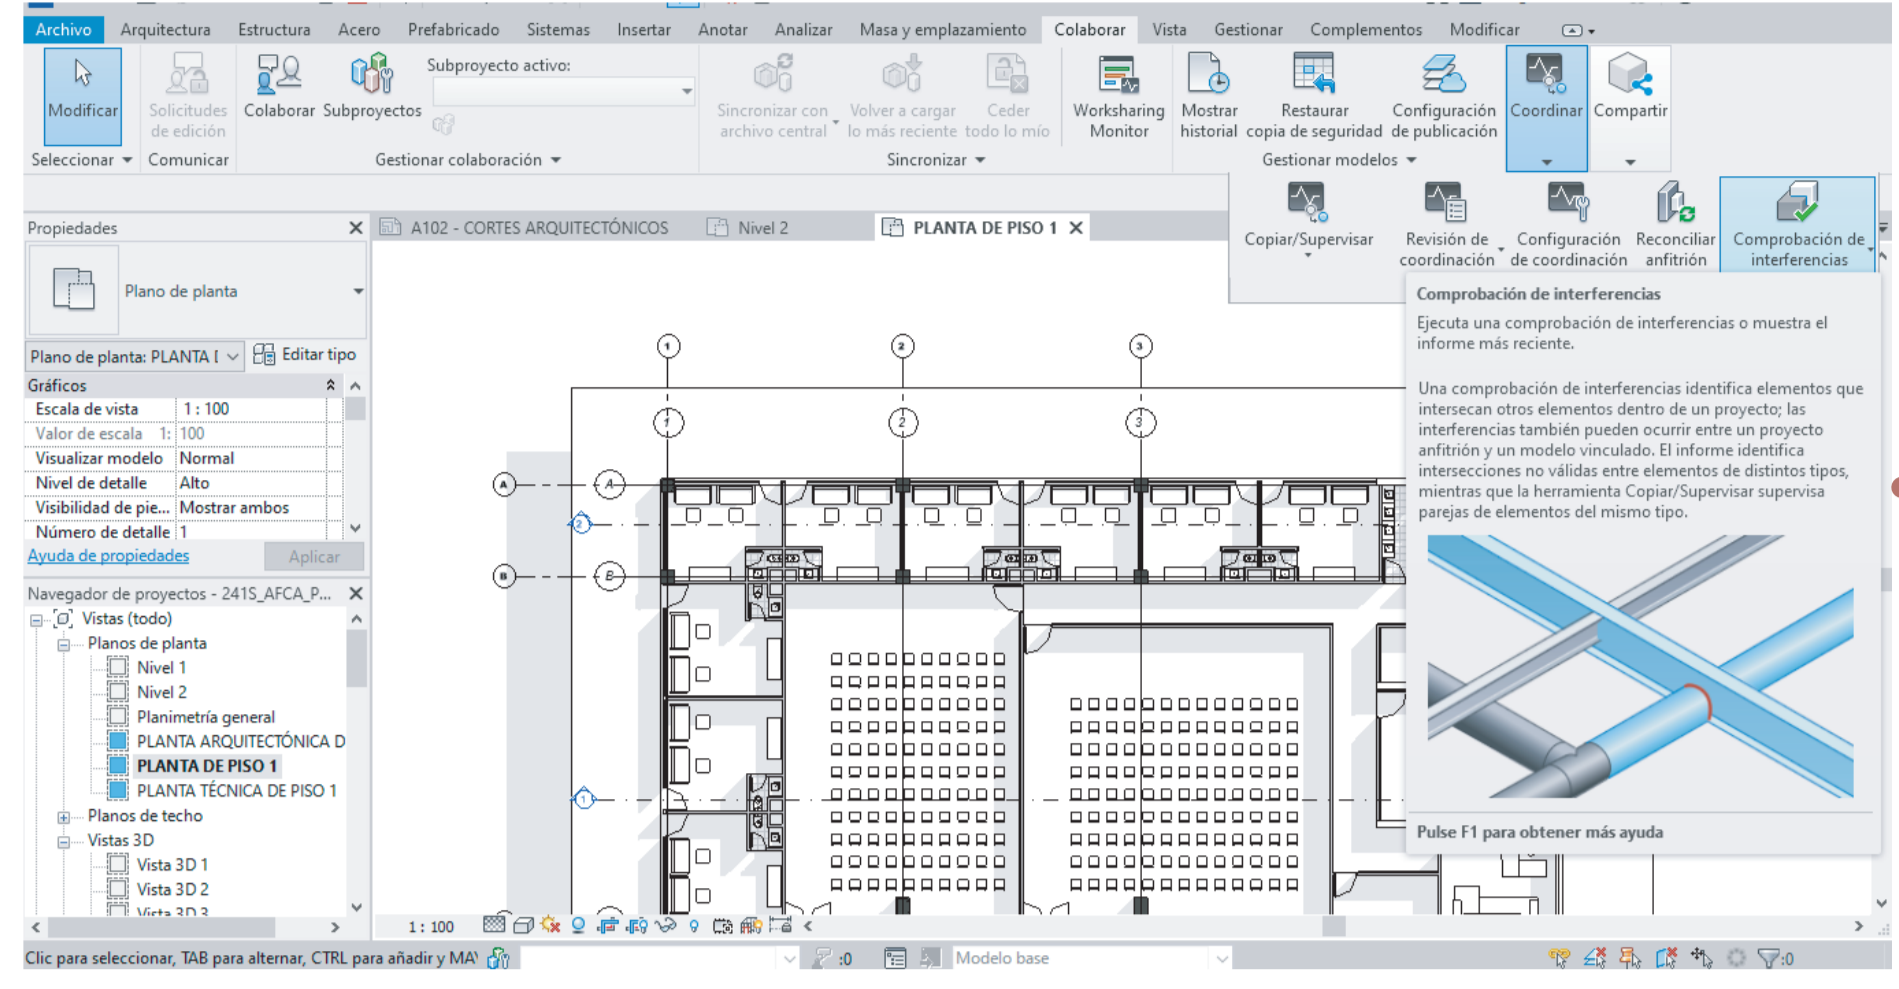 Archivo Arquitectura Estructura Acero Prefabricado Sistemas Insertar Anotar Analizar Masa y emplazamiento Colaborar Vista Gestionar Complementos Modificar
Modificar
Solicitudes de edición
Colaborar
Subproyectos
Subproyecto activo:
Sincronizar con archivo central
Volver a cargar lo más reciente
Ceder todo lo mío
Worksharing Monitor
Mostrar historial
Restaurar copia de seguridad
Configuración de publicación
Coordinar
Compartir
Seleccionar
Comunicar
Gestionar colaboración
Sincronizar
Gestionar modelos
Copiar/Supervisar
Revisión de coordinación
Configuración de coordinación
Reconciliar anfitrión
Comprobación de interferencias
Propiedades
A102 - CORTES ARQUITECTÓNICOS
Nivel 2
PLANTA DE PISO 1
Plano de planta
Plano de planta: PLANTA
Editar tipo
Gráficos
Escala de vista 1 : 100
Valor de escala 1: 100
Visualizar modelo Normal
Nivel de detalle Alto
Visibilidad de pie... Mostrar ambos
Número de detalle 1
Ayuda de propiedades
Aplicar
Navegador de proyectos - 241S_AFCA_P...
Vistas (todo)
Planos de planta
Nivel 1
Nivel 2
Planimetría general
PLANTA ARQUITECTÓNICA D
PLANTA DE PISO 1
PLANTA TÉCNICA DE PISO 1
Planos de techo
Vistas 3D
Vista 3D 1
Vista 3D 2
Vista 3D 3
1 2 3
1 2 3
A A
2
B B
1
Comprobación de interferencias
Ejecuta una comprobación de interferencias o muestra el
informe más reciente.
Una comprobación de interferencias identifica elementos que
intersecan otros elementos dentro de un proyecto; las
interferencias también pueden ocurrir entre un proyecto
anfitrión y un modelo vinculado. El informe identifica
intersecciones no válidas entre elementos de distintos tipos,
mientras que la herramienta Copiar/Supervisar supervisa
parejas de elementos del mismo tipo.
Pulse F1 para obtener más ayuda
1 : 100
Clic para seleccionar, TAB para alternar, CTRL para añadir y MA
:0
Modelo base
:0